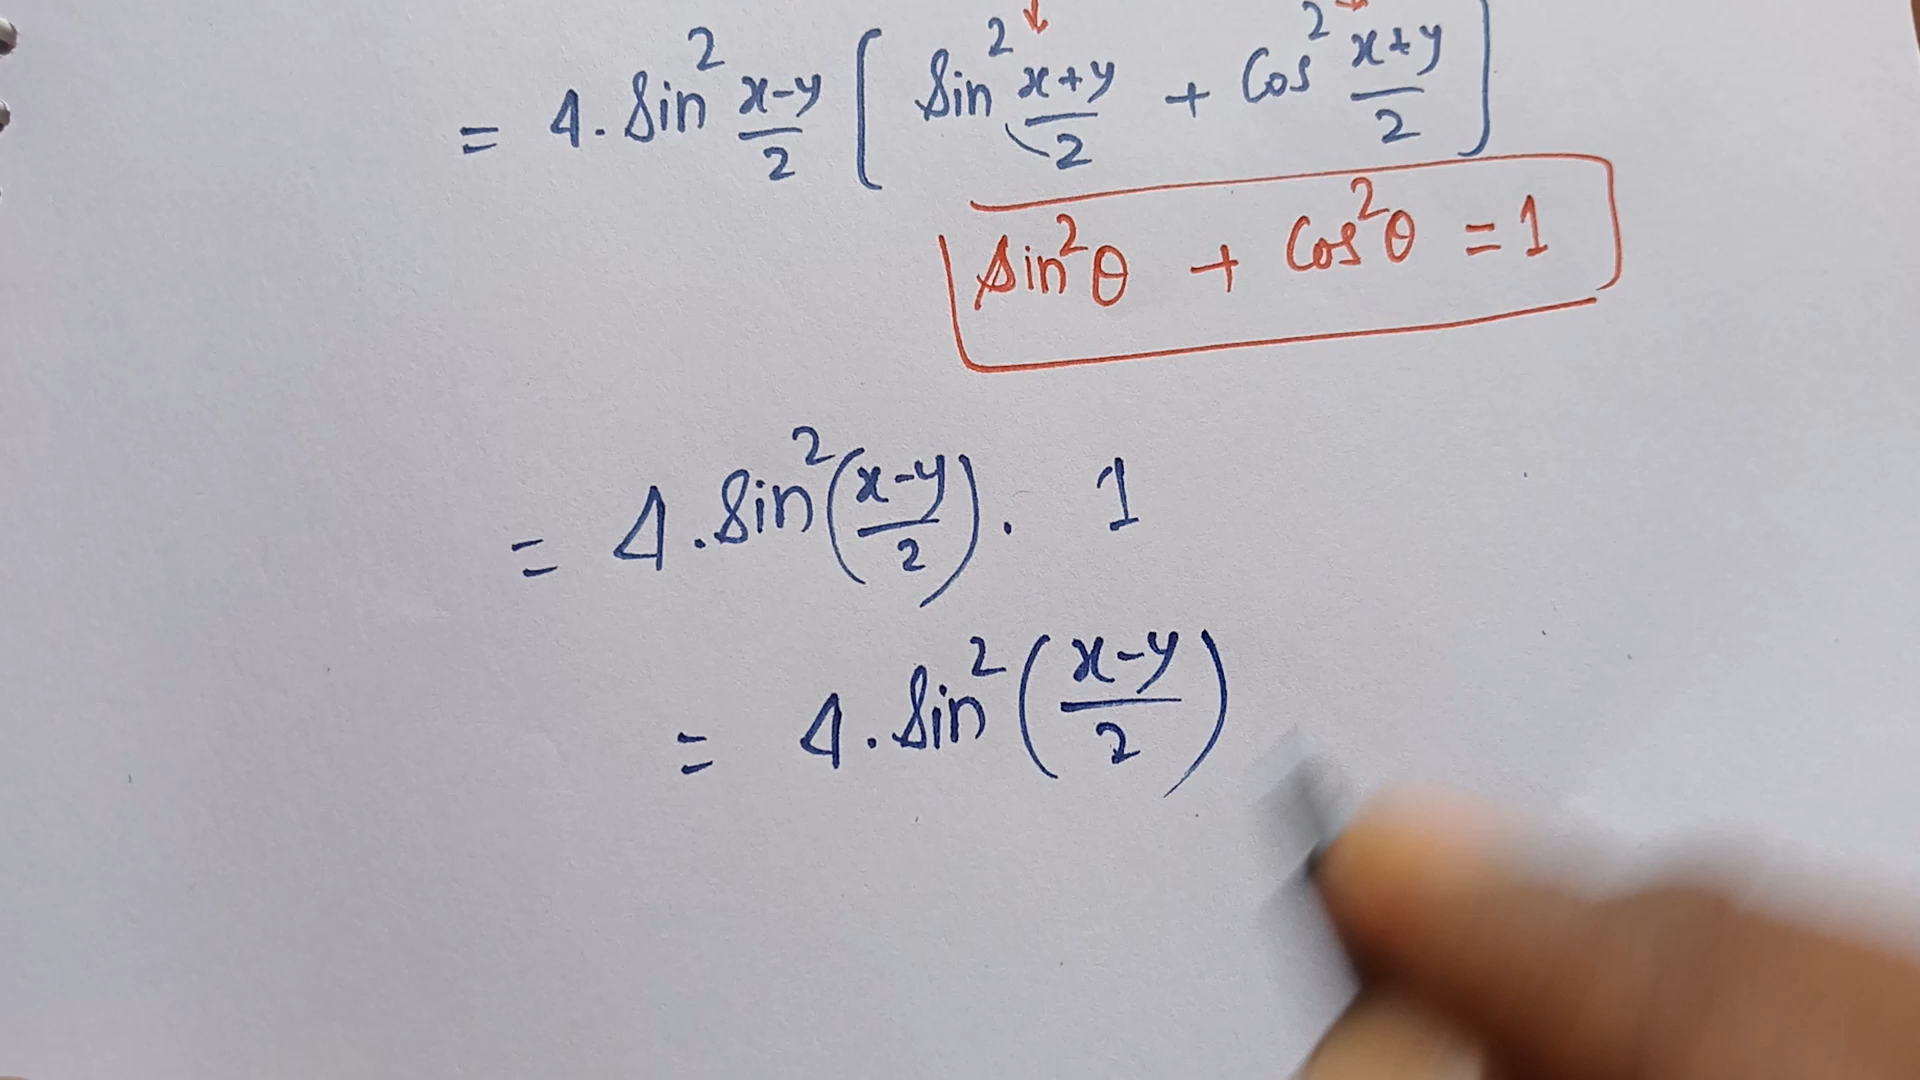 = 4. Sin² x-y/2 [ Sin² x+y/2 + Cos² x+y/2 ]
Sin²θ + Cos²θ = 1
= 4. Sin² (x-y/2) . 1
= 4. Sin² (x-y/2)